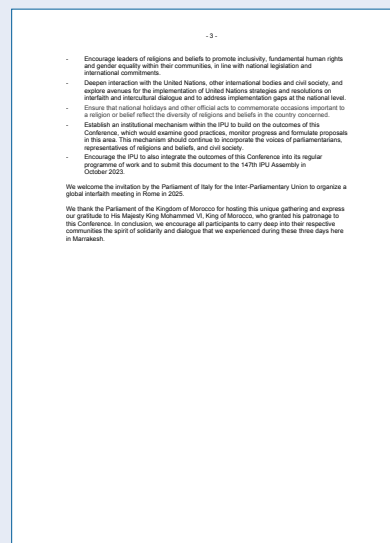 - 3 -
- Encourage leaders of religions and beliefs to promote inclusivity, fundamental human rights
and gender equality within their communities, in line with national legislation and
international commitments.
- Deepen interaction with the United Nations, other international bodies and civil society, and
explore avenues for the implementation of United Nations strategies and resolutions on
interfaith and intercultural dialogue and to address implementation gaps at the national level.
- Ensure that national holidays and other official acts to commemorate occasions important to
a religion or belief reflect the diversity of religions and beliefs in the country concerned.
- Establish an institutional mechanism within the IPU to build on the outcomes of this
Conference, which would examine good practices, monitor progress and formulate proposals
in this area. This mechanism should continue to incorporate the voices of parliamentarians,
representatives of religions and beliefs, and civil society.
- Encourage the IPU to also integrate the outcomes of this Conference into its regular
programme of work and to submit this document to the 147th IPU Assembly in
October 2023.
We welcome the invitation by the Parliament of Italy for the Inter-Parliamentary Union to organize a
global interfaith meeting in Rome in 2025.
We thank the Parliament of the Kingdom of Morocco for hosting this unique gathering and express
our gratitude to His Majesty King Mohammed VI, King of Morocco, who granted his patronage to
this Conference. In conclusion, we encourage all participants to carry deep into their respective
communities the spirit of solidarity and dialogue that we experienced during these three days here
in Marrakesh.